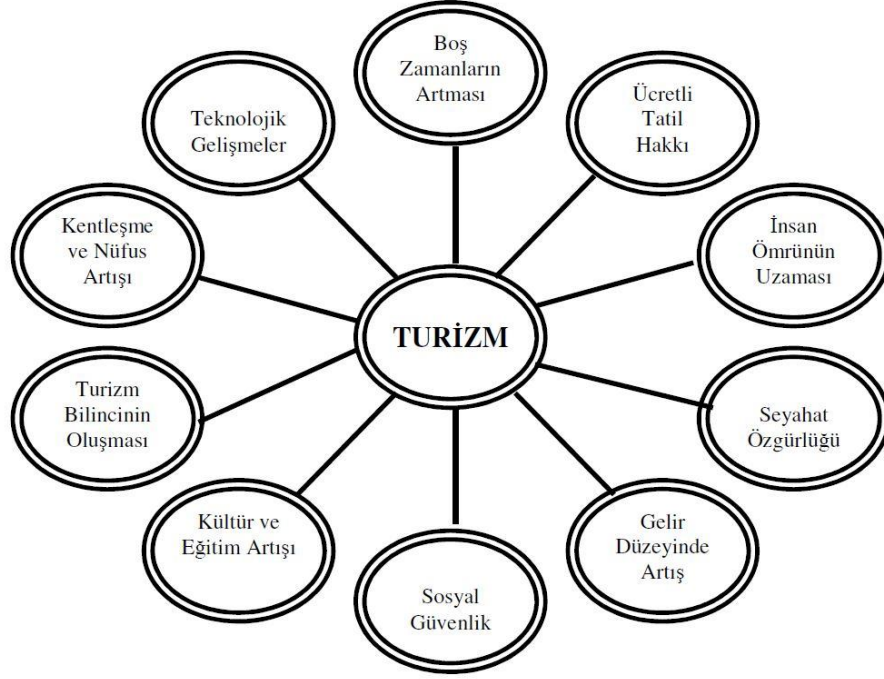 Boş
Zamanların
Artması
Ücretli
Tatil
Hakkı
İnsan
Ömrünün
Uzaması
Seyahat
Özgürlüğü
Gelir
Düzeyinde
Artış
Sosyal
Güvenlik
Kültür ve
Eğitim Artışı
Turizm
Bilincinin
Oluşması
Kentleşme
ve Nüfus
Artışı
Teknolojik
Gelişmeler
TURİZM